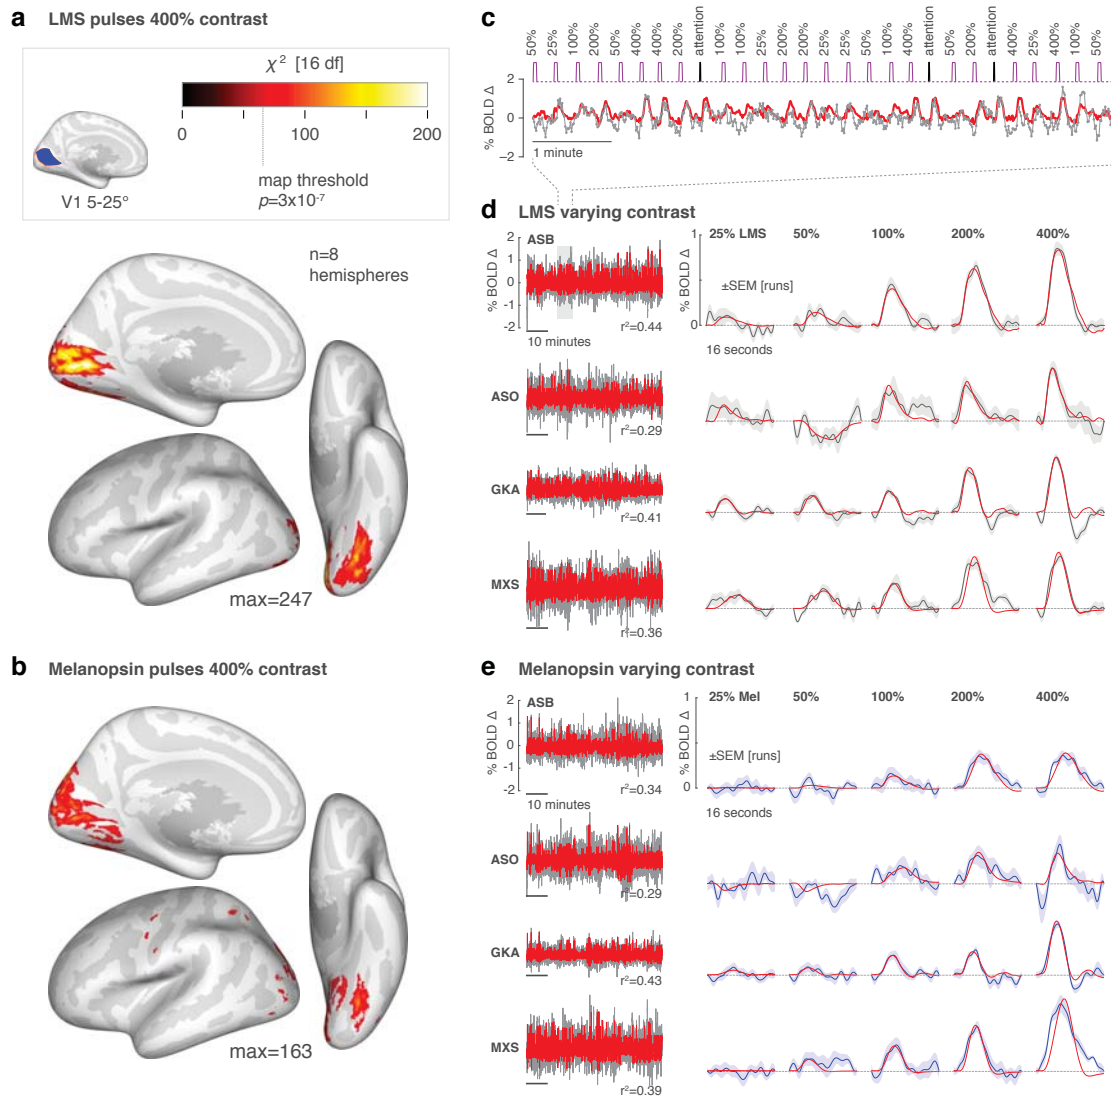 a LMS pulses 400% contrast
χ² [16 df]
0 100 200
map threshold
p=3x10⁻⁷
V1 5-25°
n=8
hemispheres
max=247
b Melanopsin pulses 400% contrast
max=163
c
50% 25% 100% 200% 50% 400% 400% 200% attention 100% 100% 25% 200% 200% 25% 25% 100% 400% attention 50% 200% attention 400% 25% 400% 100% 50%
% BOLD Δ
2
0
−2
1 minute
d LMS varying contrast
% BOLD Δ
2
1
0
-1
-2
ASB
r²=0.44
10 minutes
ASO
r²=0.29
GKA
r²=0.41
MXS
r²=0.36
% BOLD Δ
1
0
25% LMS 50% 100% 200% 400%
±SEM [runs]
16 seconds
e Melanopsin varying contrast
% BOLD Δ
2
1
0
-1
-2
ASB
r²=0.34
10 minutes
ASO
r²=0.29
GKA
r²=0.43
MXS
r²=0.39
% BOLD Δ
1
0
25% Mel 50% 100% 200% 400%
±SEM [runs]
16 seconds